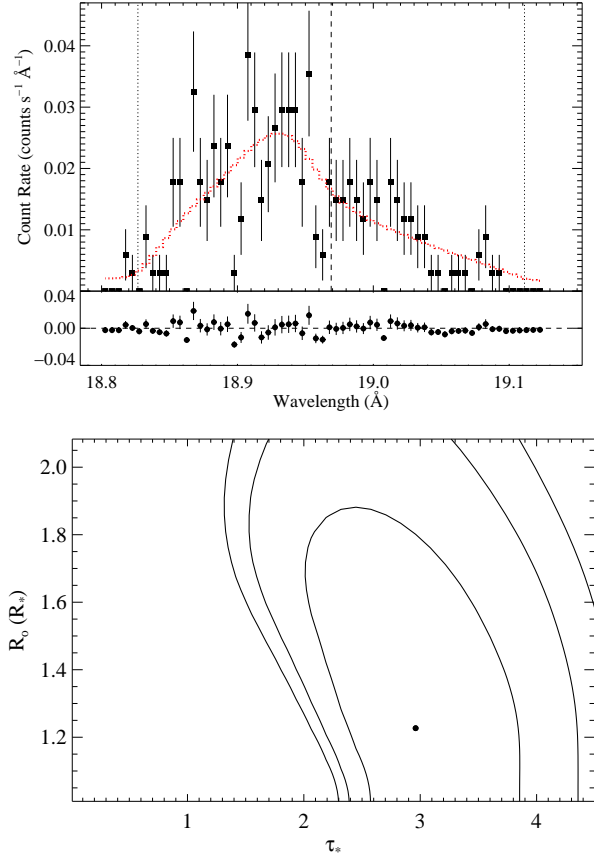 Count Rate (counts s⁻¹ Å⁻¹)
0.04
0.03
0.02
0.01
0.04
0.00
−0.04
18.8 18.9 19.0 19.1
Wavelength (Å)
R₀ (R*)
2.0
1.8
1.6
1.4
1.2
1 2 3 4
τ*